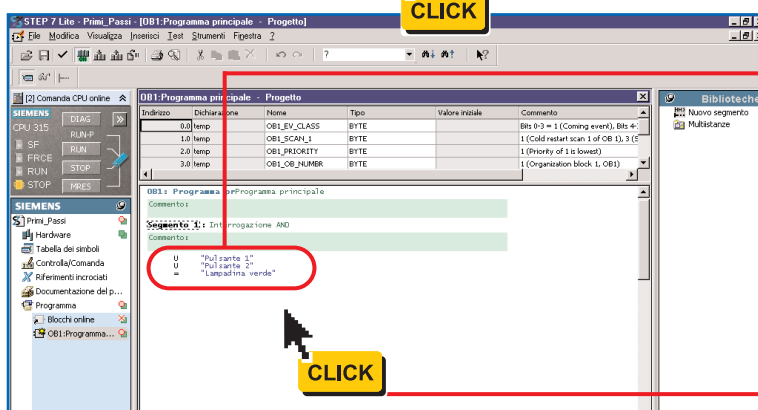 CLICK
STEP 7 Lite - Primi_Passi - [OB1:Programma principale - Progetto]
File Modifica Visualizza Inserisci Test Strumenti Finestra ?
?
[2] Comanda CPU online
SIEMENS
CPU 315
DIAG
RUN-P
SF
RUN
FRCE
RUN
STOP
STOP
MRES
SIEMENS
Primi_Passi
Hardware
Tabella dei simboli
Controlla/Comanda
Riferimenti incrociati
Documentazione del p...
Programma
Blocchi online
OB1:Programma...
OB1:Programma principale - Progetto
Indirizzo Dichiarazione Nome Tipo Valore iniziale Commento
0.0 temp OB1_EV_CLASS BYTE Bits 0-3 = 1 (Coming event), Bits 4-
1.0 temp OB1_SCAN_1 BYTE 1 (Cold restart scan 1 of OB 1), 3 (S
2.0 temp OB1_PRIORITY BYTE 1 (Priority of 1 is lowest)
3.0 temp OB1_OB_NUMBR BYTE 1 (Organization block 1, OB1)
OB1: Programma prPrograma principale
Commento:
Segmento 1: Interrogazione AND
Commento:
U "Pulsante 1"
U "Pulsante 2"
= "Lampadina verde"
CLICK
Biblioteche
Nuovo segmento
Multistanze